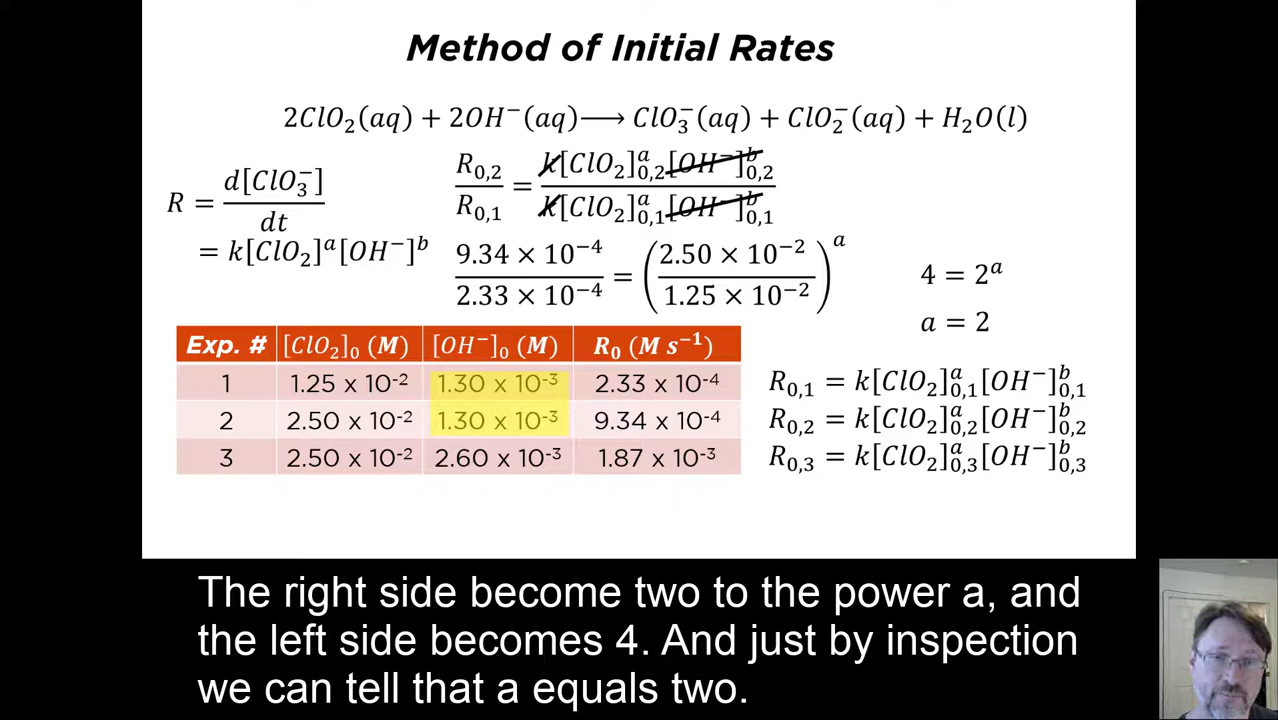 Method of Initial Rates
2ClO₂(aq) + 2OH⁻(aq) ⟶ ClO₃⁻(aq) + ClO₂⁻(aq) + H₂O(l)
R = d[ClO₃⁻]/dt
= k[ClO₂]ᵃ[OH⁻]ᵇ
R₀,₂/R₀,₁ = k[ClO₂]ᵃ₀,₂[OH⁻]ᵇ₀,₂ / k[ClO₂]ᵃ₀,₁[OH⁻]ᵇ₀,₁
9.34 × 10⁻⁴ / 2.33 × 10⁻⁴ = (2.50 × 10⁻² / 1.25 × 10⁻²)ᵃ
4 = 2ᵃ
a = 2
Exp. # [ClO₂]₀ (M) [OH⁻]₀ (M) R₀ (M s⁻¹)
1 1.25 x 10⁻² 1.30 x 10⁻³ 2.33 x 10⁻⁴
2 2.50 x 10⁻² 1.30 x 10⁻³ 9.34 x 10⁻⁴
3 2.50 x 10⁻² 2.60 x 10⁻³ 1.87 x 10⁻³
R₀,₁ = k[ClO₂]ᵃ₀,₁[OH⁻]ᵇ₀,₁
R₀,₂ = k[ClO₂]ᵃ₀,₂[OH⁻]ᵇ₀,₂
R₀,₃ = k[ClO₂]ᵃ₀,₃[OH⁻]ᵇ₀,₃
The right side become two to the power a, and
the left side becomes 4. And just by inspection
we can tell that a equals two.